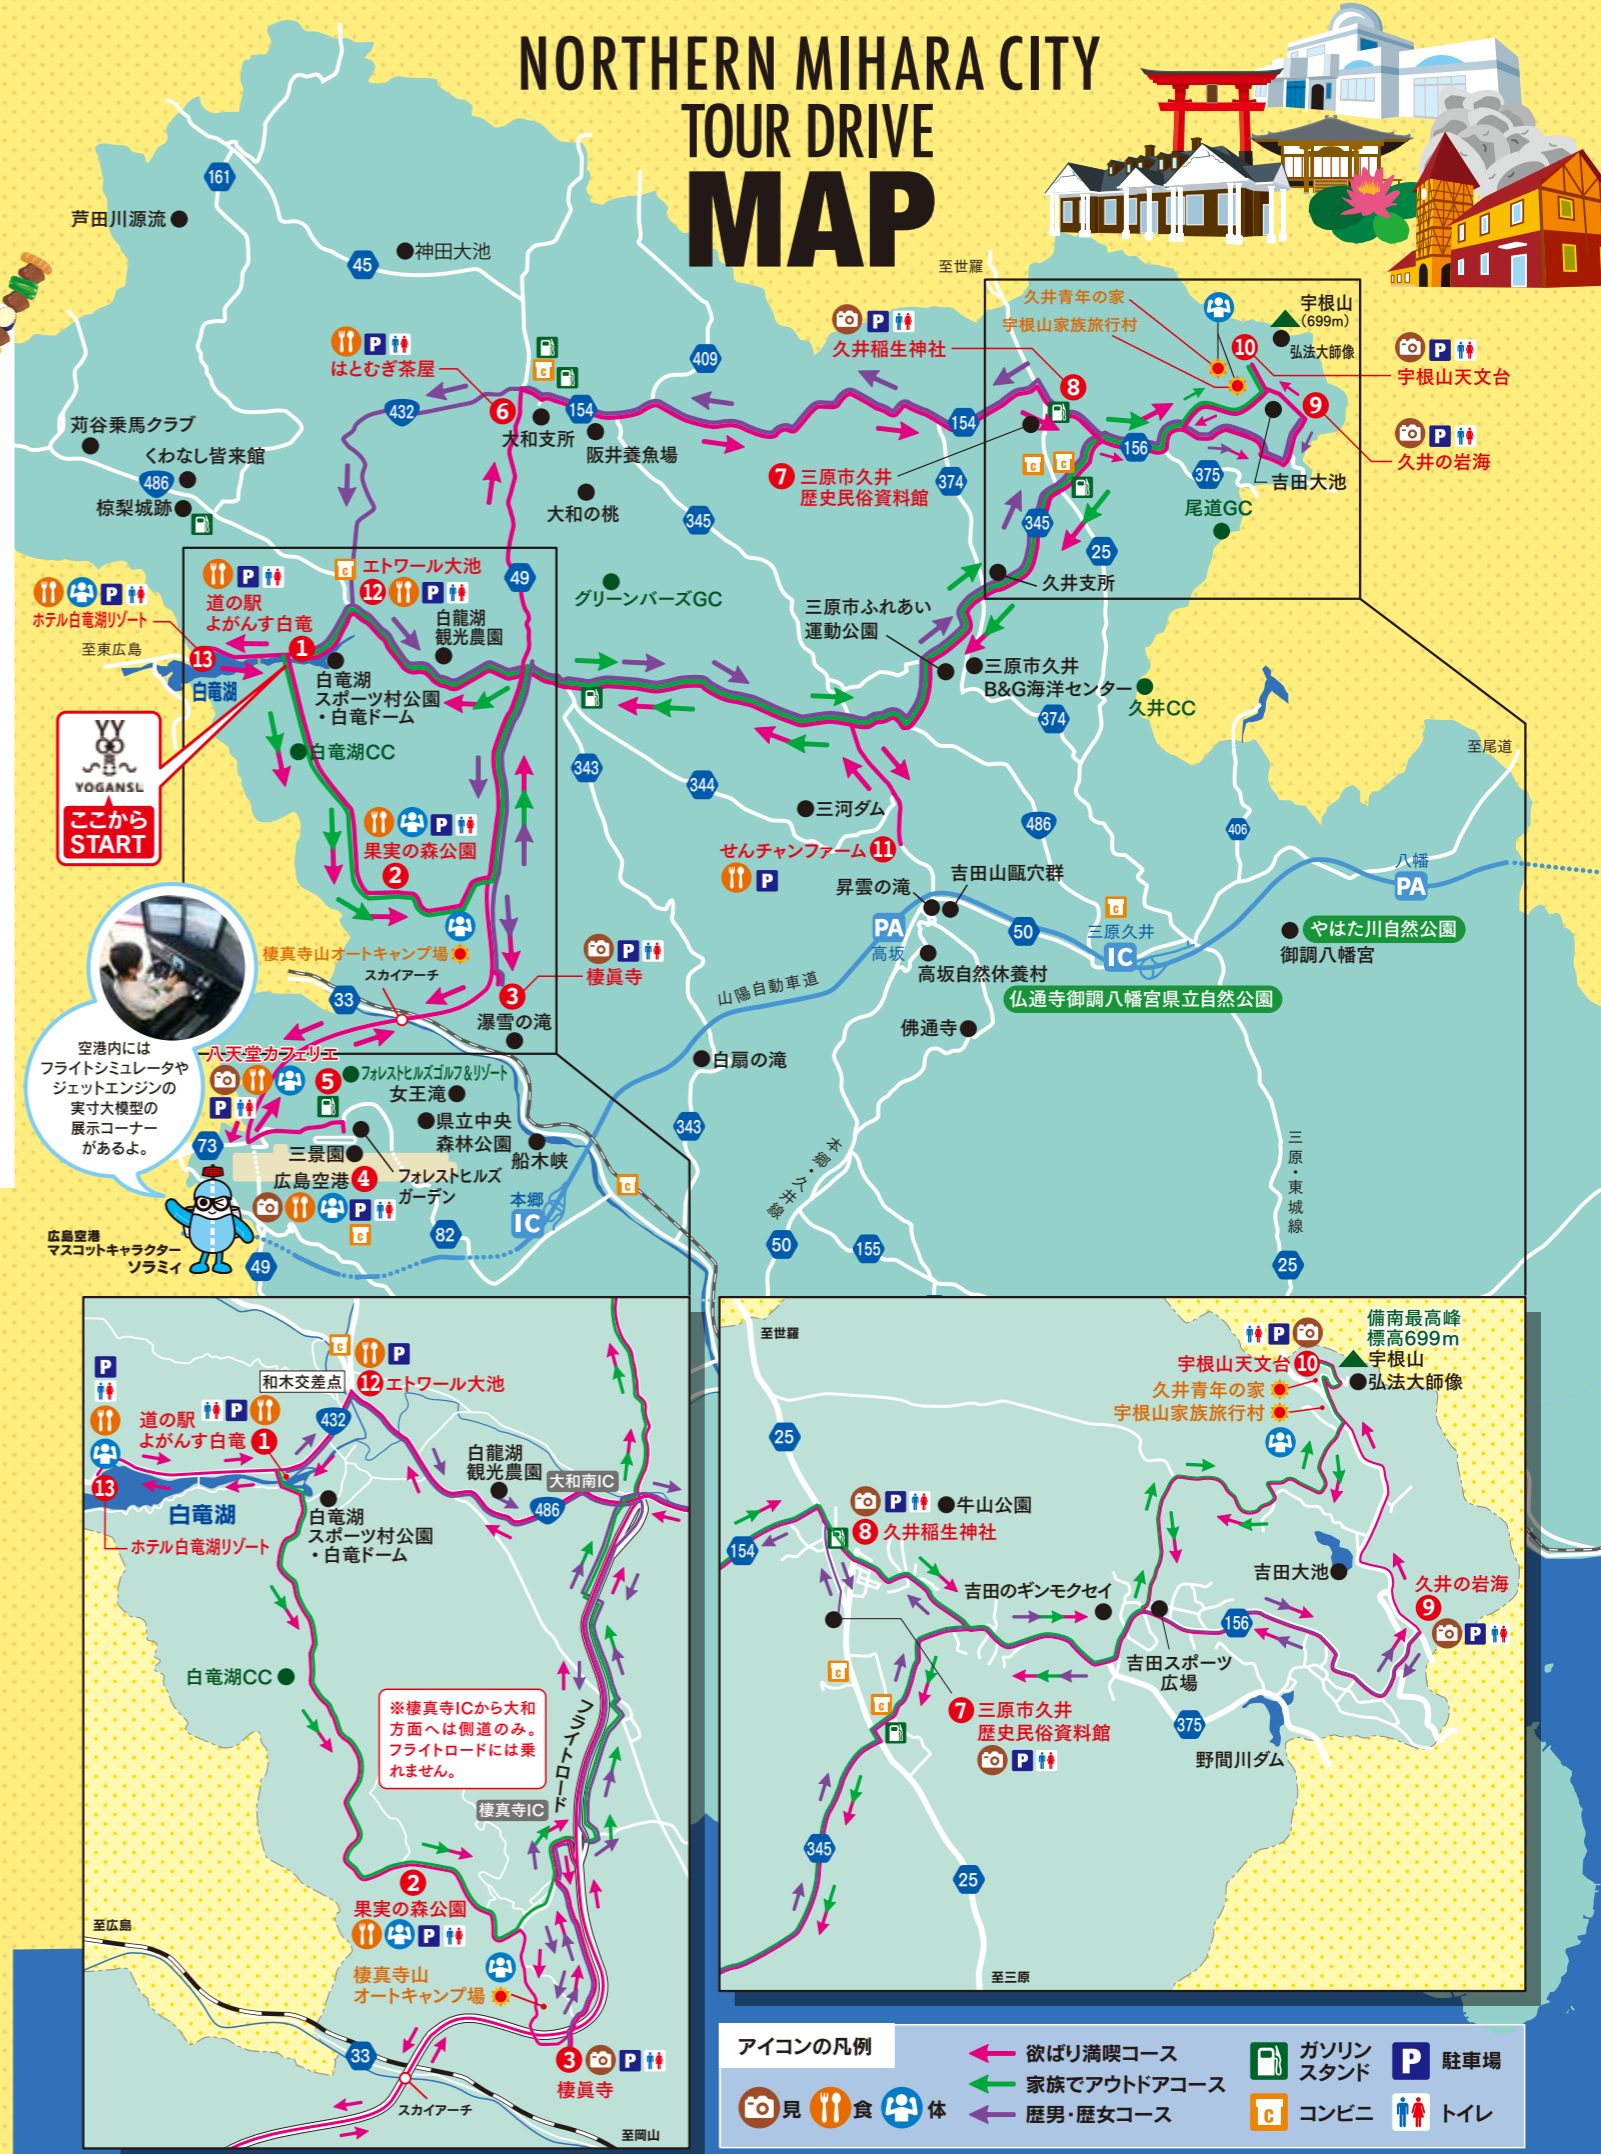 NORTHERN MIHARA CITY
TOUR DRIVE
MAP
161
芦田川源流
45
神田大池
はとむぎ茶屋
6
432
大和支所
154
阪井養魚場
409
大和の桃
345
苅谷乗馬クラブ
くわなし皆来館
486
椋梨城跡
至世羅
久井青年の家
宇根山家族旅行村
宇根山
(699m)
弘法大師像
10
宇根山天文台
9
久井の岩海
久井稲生神社
8
154
156
375
吉田大池
尾道GC
7
三原市久井
歴史民俗資料館
374
345
25
久井支所
三原市ふれあい
運動公園
三原市久井
B&G海洋センター
久井CC
374
至尾道
ホテル白竜湖リゾート
至東広島
13
白竜湖
道の駅
よがんす白竜
1
エトワール大池
12
白龍湖
観光農園
49
グリーンバーズGC
白竜湖
スポーツ村公園
・白竜ドーム
YOGANSU
ここから
START
白竜湖CC
果実の森公園
2
棲真寺山オートキャンプ場
スカイアーチ
33
3
棲眞寺
瀑雪の滝
343
344
三河ダム
せんチャンファーム
11
486
406
昇雲の滝
吉田山甌穴群
PA
高坂
50
高坂自然休養村
三原久井
IC
八幡
PA
やはた川自然公園
御調八幡宮
仏通寺御調八幡宮県立自然公園
佛通寺
山陽自動車道
白扇の滝
343
空港内には
フライトシミュレータや
ジェットエンジンの
実寸大模型の
展示コーナー
があるよ。
八天堂カフェリエ
5
フォレストヒルズゴルフ&リゾート
女王滝
県立中央
森林公園
船木峡
73
三景園
広島空港
4
フォレストヒルズ
ガーデン
本郷
IC
82
49
広島空港
マスコットキャラクター
ソラミィ
本郷・久井線
50
155
三原・東城線
25
和木交差点
12
エトワール大池
432
道の駅
よがんす白竜
1
13
白竜湖
ホテル白竜湖リゾート
白龍湖
観光農園
大和南IC
486
白竜湖
スポーツ村公園
・白竜ドーム
白竜湖CC
※棲真寺ICから大和
方面へは側道のみ。
フライトロードには乗
れません。
フライトロード
棲真寺IC
2
果実の森公園
至広島
棲真寺山
オートキャンプ場
33
3
棲眞寺
スカイアーチ
至岡山
至世羅
備南最高峰
標高699m
宇根山
宇根山天文台
10
弘法大師像
久井青年の家
宇根山家族旅行村
25
牛山公園
8
久井稲生神社
154
吉田のギンモクセイ
吉田大池
久井の岩海
9
156
吉田スポーツ
広場
7
三原市久井
歴史民俗資料館
375
野間川ダム
345
25
至三原
アイコンの凡例
見
食
体
欲ばり満喫コース
家族でアウトドアコース
歴男・歴女コース
ガソリン
スタンド
駐車場
コンビニ
トイレ